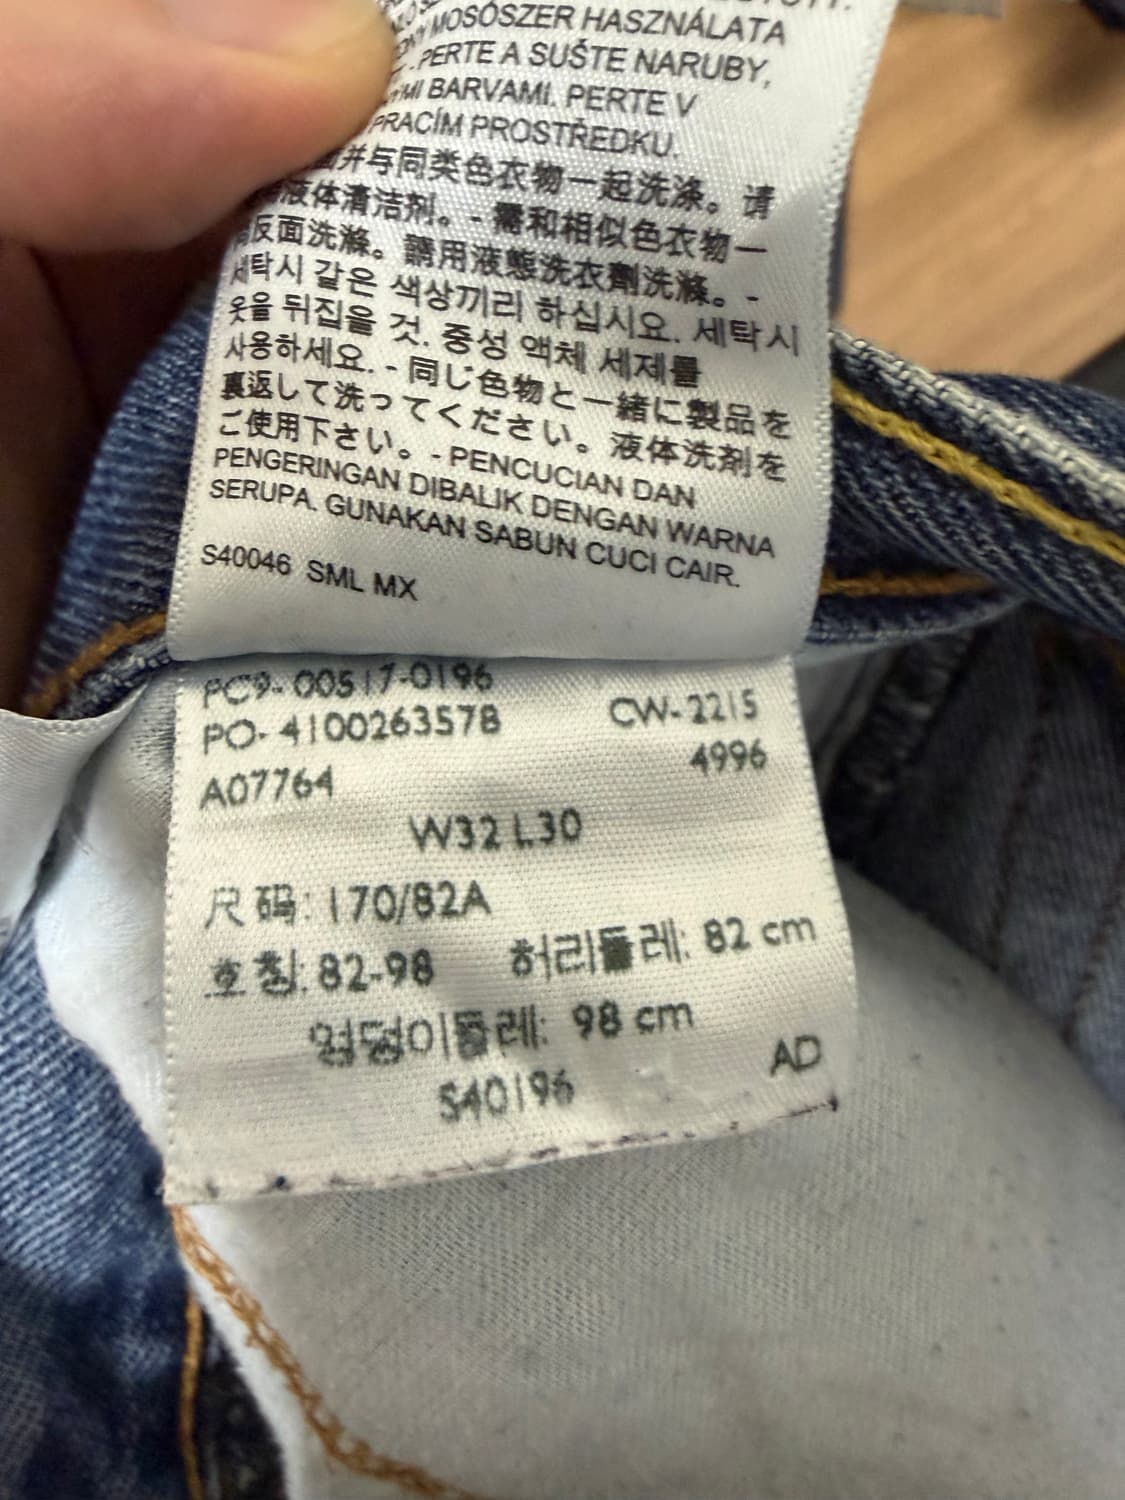 MOSÓSZER HASZNÁLATA
PERTE A SUŠTE NARUBY,
BARVAMI. PERTE V
PRACÍM PROSTŘEDKU.
并与同类色衣物一起洗涤。请
液体清洁剂。- 需和相似色衣物一
反面洗滌。請用液態洗衣劑洗滌。-
세탁시 같은 색상끼리 하십시요. 세탁시
옷을 뒤집을 것. 중성 액체 세제를
사용하세요. - 同じ色物と一緒に製品を
裏返して洗ってください。液体洗剤を
ご使用下さい。- PENCUCIAN DAN
PENGERINGAN DIBALIK DENGAN WARNA
SERUPA. GUNAKAN SABUN CUCI CAIR.
S40046 SML MX
PC9-00517-0196
PO-4100263578 CW-2215
A07764 4996
W32 L30
尺码: 170/82A
호칭: 82-98 허리둘레: 82 cm
엉덩이둘레: 98 cm
S40196 AD